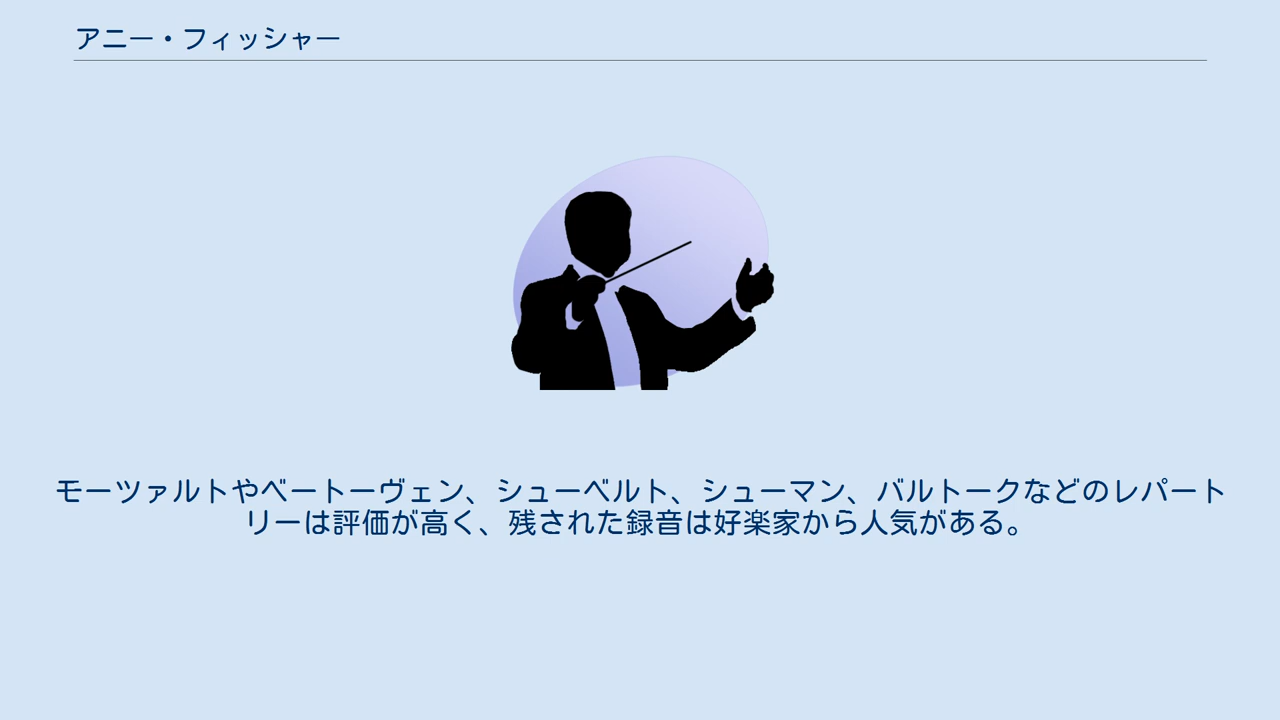 アニー・フィッシャー
モーツァルトやベートーヴェン、シューベルト、シューマン、バルトークなどのレパート
リーは評価が高く、残された録音は好楽家から人気がある。